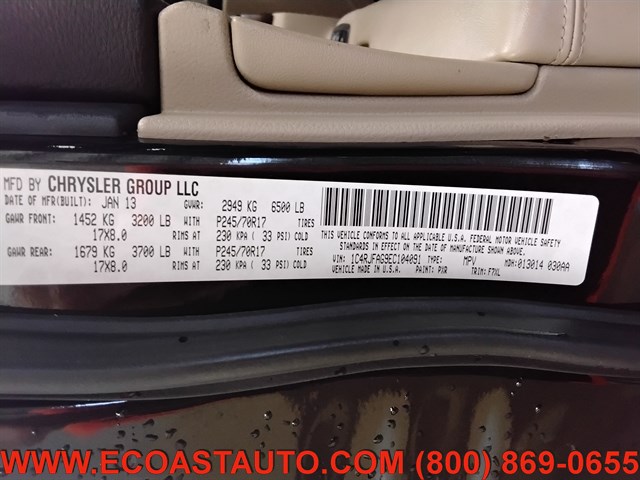 MFD BY CHRYSLER GROUP LLC
DATE OF MFR(BUILT): JAN 13 GVWR: 2949 KG 6500 LB
GAWR FRONT: 1452 KG 3200 LB WITH P245/70R17 TIRES
17X8.0 RIMS AT 230 KPA ( 33 PSI) COLD
GAWR REAR: 1679 KG 3700 LB WITH P245/70R17 TIRES
17X8.0 RIMS AT 230 KPA ( 33 PSI) COLD
THIS VEHICLE CONFORMS TO ALL APPLICABLE U.S.A. FEDERAL MOTOR VEHICLE SAFETY
STANDARDS IN EFFECT ON THE DATE OF MANUFACTURE SHOWN ABOVE.
VIN: 1C4RJFAG9EC104091 TYPE: MPV MDH: 013014 030AA
VEHICLE MADE IN U.S.A. PAINT: PXR TRIM: F7XL
WWW.ECOASTAUTO.COM (800) 869-0655